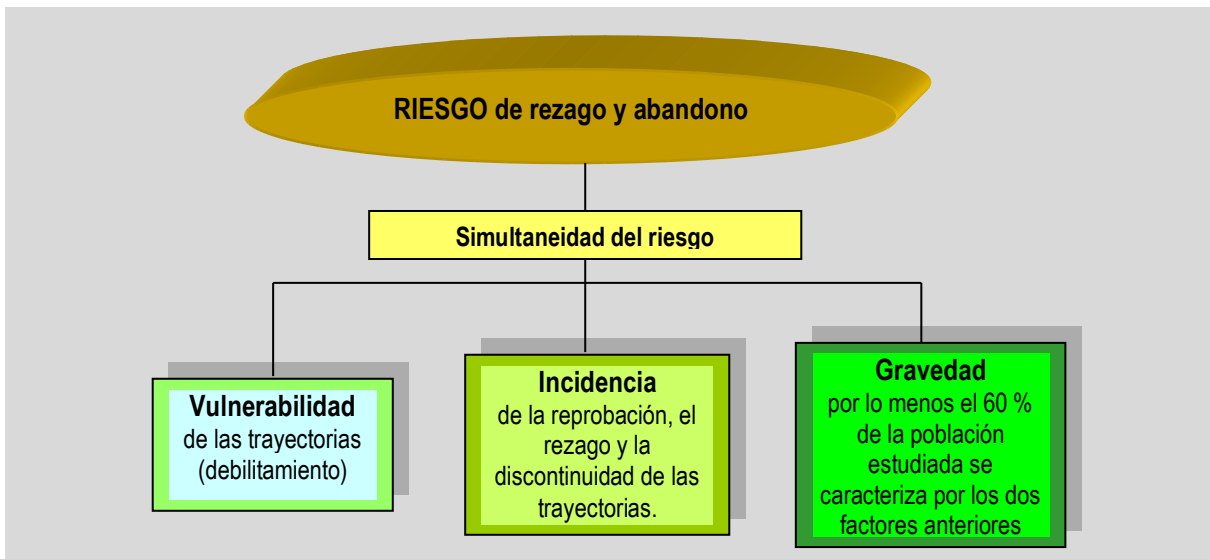 RIESGO de rezago y abandono
Simultaneidad del riesgo
Vulnerabilidad
de las trayectorias
(debilitamiento)
Incidencia
de la reprobación, el
rezago y la
discontinuidad de las
trayectorias.
Gravedad
por lo menos el 60 %
de la población
estudiada se
caracteriza por los dos
factores anteriores